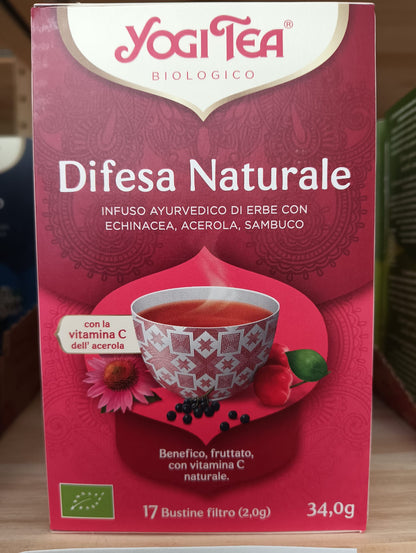 YOGI TEA®
BIOLOGICO
Difesa Naturale
INFUSO AYURVEDICO DI ERBE CON
ECHINACEA, ACEROLA, SAMBUCO
con la
vitamina C
dell' acerola
Benefico, fruttato,
con vitamina C
naturale.
17 Bustine filtro (2,0g)
34,0g